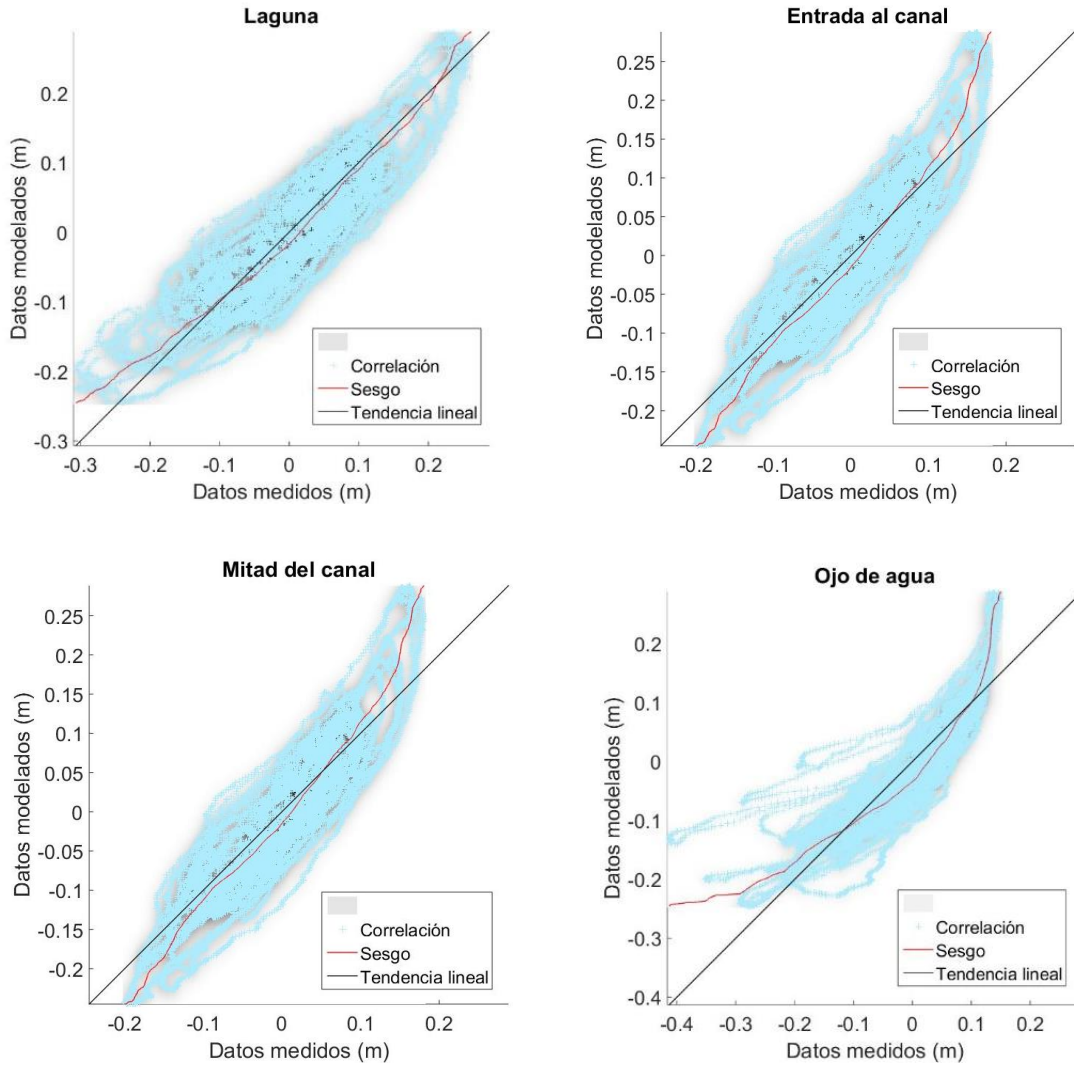 Laguna
Datos modelados (m)
0.2
0.1
0
-0.1
-0.2
-0.3
-0.3 -0.2 -0.1 0 0.1 0.2
Datos medidos (m)
Correlación
Sesgo
Tendencia lineal
Entrada al canal
Datos modelados (m)
0.25
0.2
0.15
0.1
0.05
0
-0.05
-0.1
-0.15
-0.2
-0.2 -0.1 0 0.1 0.2
Datos medidos (m)
Correlación
Sesgo
Tendencia lineal
Mitad del canal
Datos modelados (m)
0.25
0.2
0.15
0.1
0.05
0
-0.05
-0.1
-0.15
-0.2
-0.2 -0.1 0 0.1 0.2
Datos medidos (m)
Correlación
Sesgo
Tendencia lineal
Ojo de agua
Datos modelados (m)
0.2
0.1
0
-0.1
-0.2
-0.3
-0.4
-0.4 -0.3 -0.2 -0.1 0 0.1 0.2
Datos medidos (m)
Correlación
Sesgo
Tendencia lineal